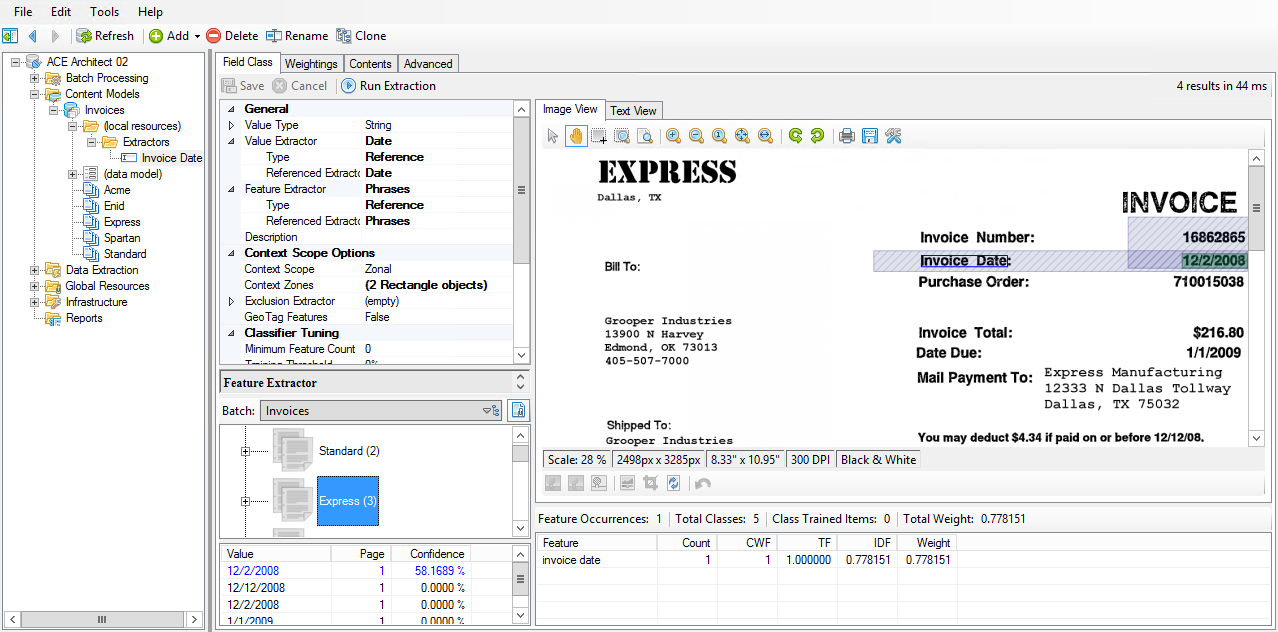 File Edit Tools Help
Refresh Add Delete Rename Clone
ACE Architect 02
Batch Processing
Content Models
Invoices
(local resources)
Extractors
Invoice Date
(data model)
Acme
Enid
Express
Spartan
Standard
Data Extraction
Global Resources
Infrastructure
Reports
Field Class Weightings Contents Advanced
Save Cancel Run Extraction 4 results in 44 ms
General
Value Type String
Value Extractor Date
Type Reference
Referenced Extractc Date
Feature Extractor Phrases
Type Reference
Referenced Extractc Phrases
Description
Context Scope Options
Context Scope Zonal
Context Zones (2 Rectangle objects)
Exclusion Extractor (empty)
GeoTag Features False
Classifier Tuning
Minimum Feature Count 0
Training Threshold 0%
Feature Extractor
Batch: Invoices
Standard (2)
Express (3)
Value Page Confidence
12/2/2008 1 58.1689 %
12/12/2008 1 0.0000 %
12/2/2008 1 0.0000 %
1/1/2009 1 0.0000 %
Image View Text View
EXPRESS
Dallas, TX
INVOICE
Invoice Number: 16862865
Invoice Date: 12/2/2008
Purchase Order: 710015038
Bill To:
Grooper Industries
13900 N Harvey
Edmond, OK 73013
405-507-7000
Invoice Total: $216.80
Date Due: 1/1/2009
Mail Payment To: Express Manufacturing
12333 N Dallas Tollway
Dallas, TX 75032
Shipped To:
Grooper Industries
You may deduct $4.34 if paid on or before 12/12/08.
Scale: 28 % 2498px x 3285px 8.33" x 10.95" 300 DPI Black & White
Feature Occurrences: 1 Total Classes: 5 Class Trained Items: 0 Total Weight: 0.778151
Feature Count CWF TF IDF Weight
invoice date 1 1 1.000000 0.778151 0.778151